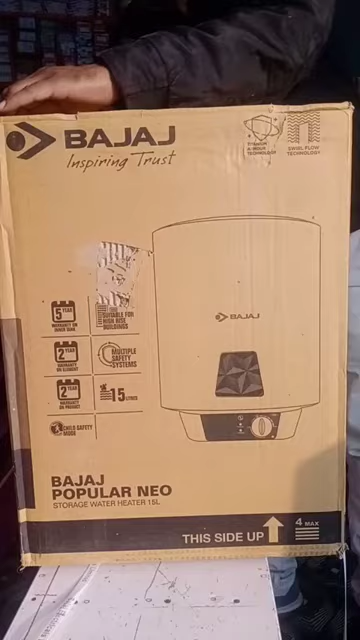 BAJAJ
Inspiring Trust
TITANIUM
ARMOUR
TECHNOLOGY
SWIRL FLOW
TECHNOLOGY
BAJAJ
5 YEAR
WARRANTY ON
INNER TANK
SUITABLE FOR
HIGH RISE
BUILDINGS
2 YEAR
WARRANTY
ON ELEMENT
MULTIPLE
SAFETY
SYSTEMS
2 YEAR
WARRANTY
ON PRODUCT
15 LITRES
CHILD SAFETY
MODE
BAJAJ
POPULAR NEO
STORAGE WATER HEATER 15L
THIS SIDE UP
4 MAX